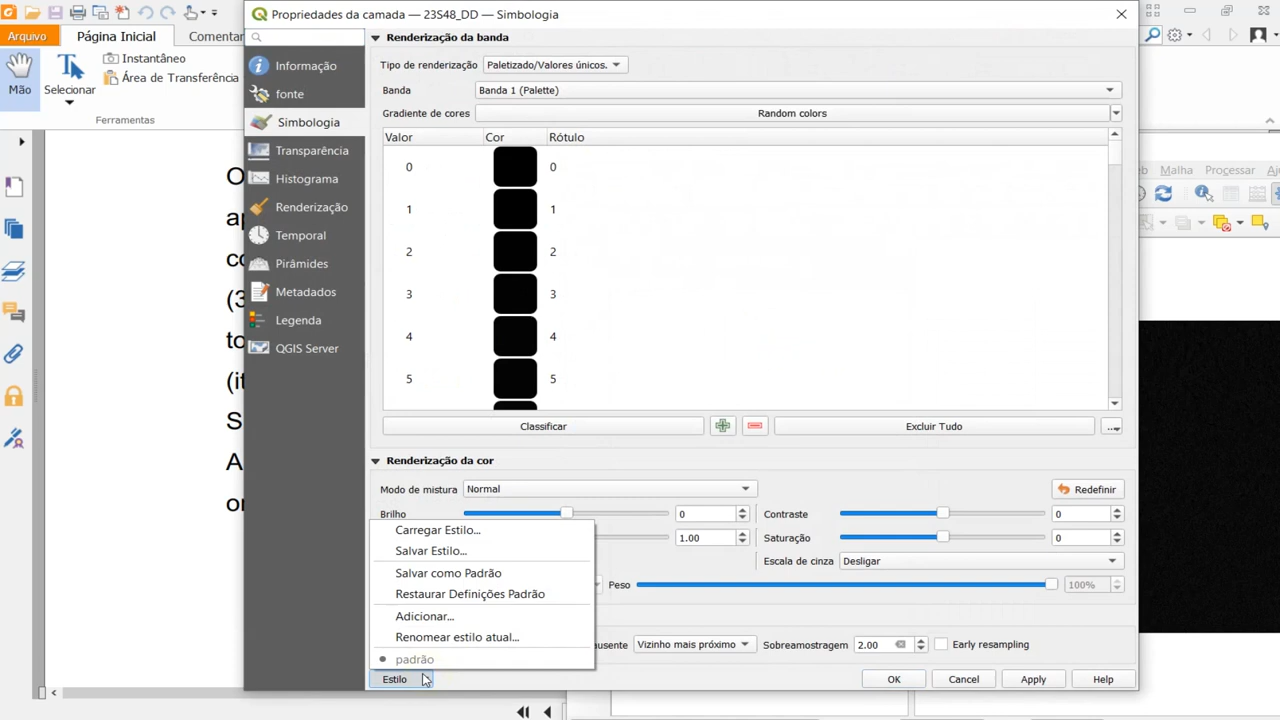 Propriedades da camada — 23S48_DD — Simbologia
Arquivo
Página Inicial
Comentar
Mão
Selecionar
Instantâneo
Área de Transferência
Ferramentas
Informação
fonte
Simbologia
Transparência
Histograma
Renderização
Temporal
Pirâmides
Metadados
Legenda
QGIS Server
Renderização da banda
Tipo de renderização
Paletizado/Valores únicos.
Banda
Banda 1 (Palette)
Gradiente de cores
Random colors
Valor Cor Rótulo
0 0
1 1
2 2
3 3
4 4
5 5
Classificar
Excluir Tudo
...
Renderização da cor
Modo de mistura
Normal
Redefinir
Brilho
0
Contraste
0
1.00
Saturação
0
Escala de cinza
Desligar
Peso
100%
Vizinho mais próximo
Sobreamostragem
2.00
Early resampling
Carregar Estilo...
Salvar Estilo...
Salvar como Padrão
Restaurar Definições Padrão
Adicionar...
Renomear estilo atual...
padrão
Estilo
OK
Cancel
Apply
Help
Malha
Processar